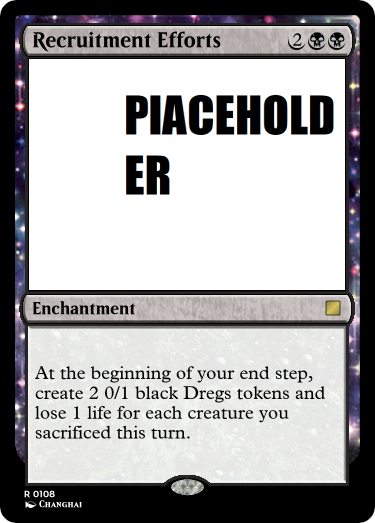 Recruitment Efforts 2
PIACEHOLD
ER
Enchantment
At the beginning of your end step,
create 2 0/1 black Dregs tokens and
lose 1 life for each creature you
sacrificed this turn.
R 0108
Changhai